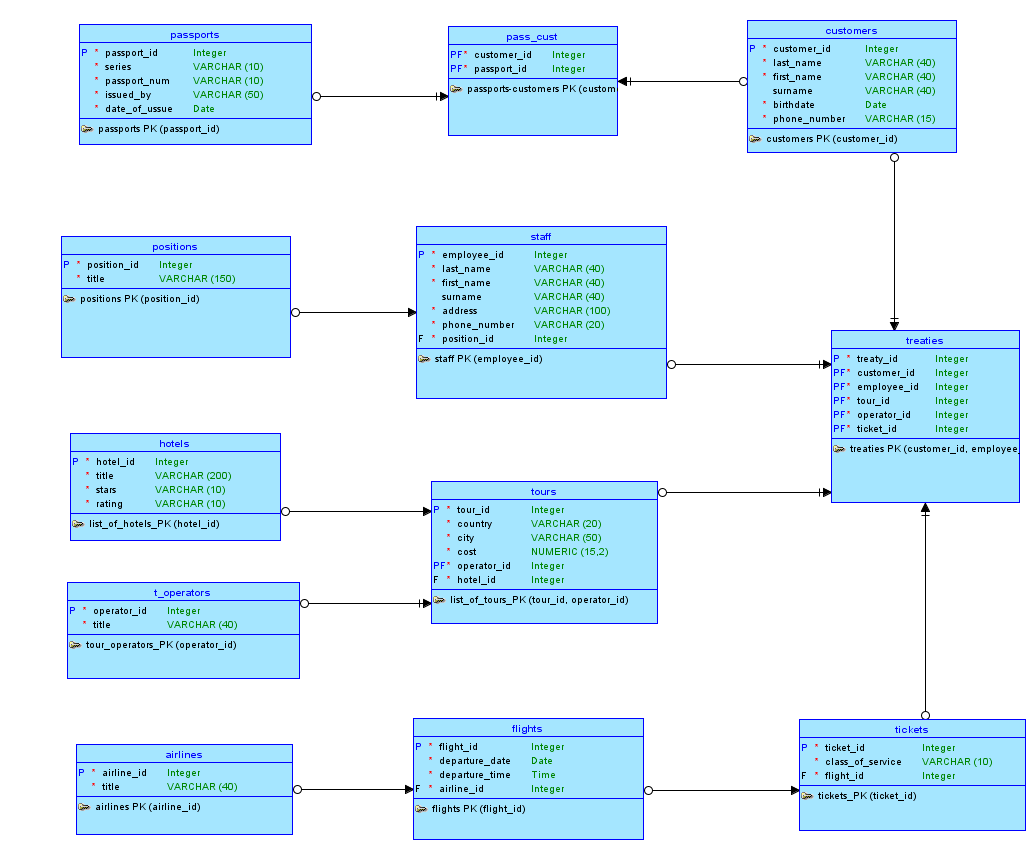 passports
P * passport_id Integer
* series VARCHAR (10)
* passport_num VARCHAR (10)
* issued_by VARCHAR (50)
* date_of_ussue Date
passports PK (passport_id)
pass_cust
PF* customer_id Integer
PF* passport_id Integer
passports-customers PK (custom
customers
P * customer_id Integer
* last_name VARCHAR (40)
* first_name VARCHAR (40)
surname VARCHAR (40)
* birthdate Date
* phone_number VARCHAR (15)
customers PK (customer_id)
positions
P * position_id Integer
* title VARCHAR (150)
positions PK (position_id)
staff
P * employee_id Integer
* last_name VARCHAR (40)
* first_name VARCHAR (40)
surname VARCHAR (40)
* address VARCHAR (100)
* phone_number VARCHAR (20)
F * position_id Integer
staff PK (employee_id)
treaties
P * treaty_id Integer
PF* customer_id Integer
PF* employee_id Integer
PF* tour_id Integer
PF* operator_id Integer
PF* ticket_id Integer
treaties PK (customer_id, employee_
hotels
P * hotel_id Integer
* title VARCHAR (200)
* stars VARCHAR (10)
* rating VARCHAR (10)
list_of_hotels_PK (hotel_id)
tours
P * tour_id Integer
* country VARCHAR (20)
* city VARCHAR (50)
* cost NUMERIC (15,2)
PF* operator_id Integer
F * hotel_id Integer
list_of_tours_PK (tour_id, operator_id)
t_operators
P * operator_id Integer
* title VARCHAR (40)
tour_operators_PK (operator_id)
airlines
P * airline_id Integer
* title VARCHAR (40)
airlines PK (airline_id)
flights
P * flight_id Integer
* departure_date Date
* departure_time Time
F * airline_id Integer
flights PK (flight_id)
tickets
P * ticket_id Integer
* class_of_service VARCHAR (10)
F * flight_id Integer
tickets_PK (ticket_id)